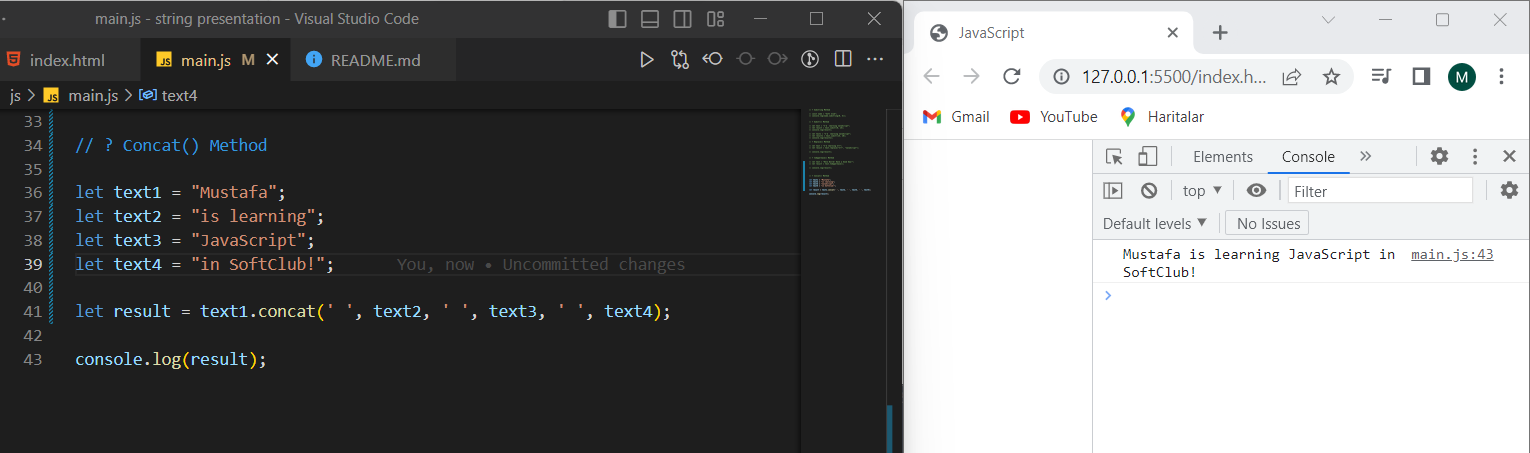 main.js - string presentation - Visual Studio Code
index.html
main.js M
README.md
js > main.js > text4
33
34 // ? Concat() Method
35
36 let text1 = "Mustafa";
37 let text2 = "is learning";
38 let text3 = "JavaScript";
39 let text4 = "in SoftClub!"; You, now • Uncommitted changes
40
41 let result = text1.concat(' ', text2, ' ', text3, ' ', text4);
42
43 console.log(result);
JavaScript
127.0.0.1:5500/index.h...
M
Gmail YouTube Haritalar
Elements Console »
top Filter
Default levels No Issues
Mustafa is learning JavaScript in main.js:43
SoftClub!